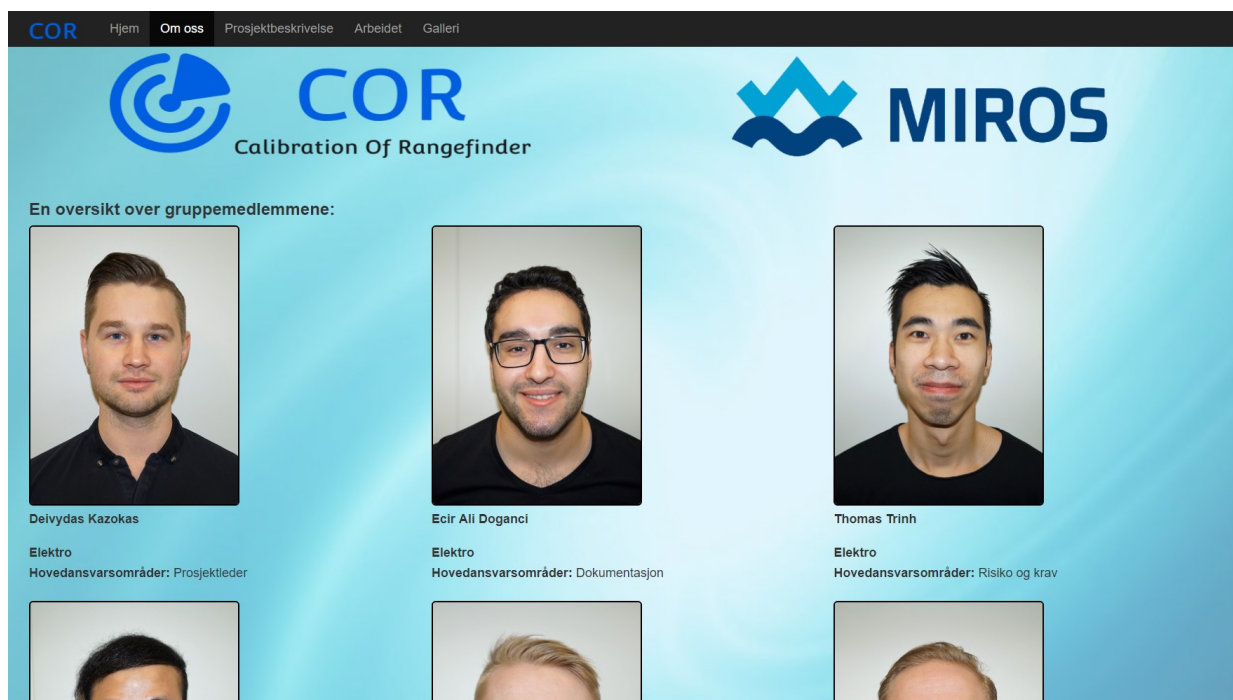 COR Hjem Om oss Prosjektbeskrivelse Arbeidet Galleri
COR
Calibration Of Rangefinder
MIROS
En oversikt over gruppemedlemmene:
Deivydas Kazokas
Elektro
Hovedansvarsområder: Prosjektleder
Ecir Ali Doganci
Elektro
Hovedansvarsområder: Dokumentasjon
Thomas Trinh
Elektro
Hovedansvarsområder: Risiko og krav